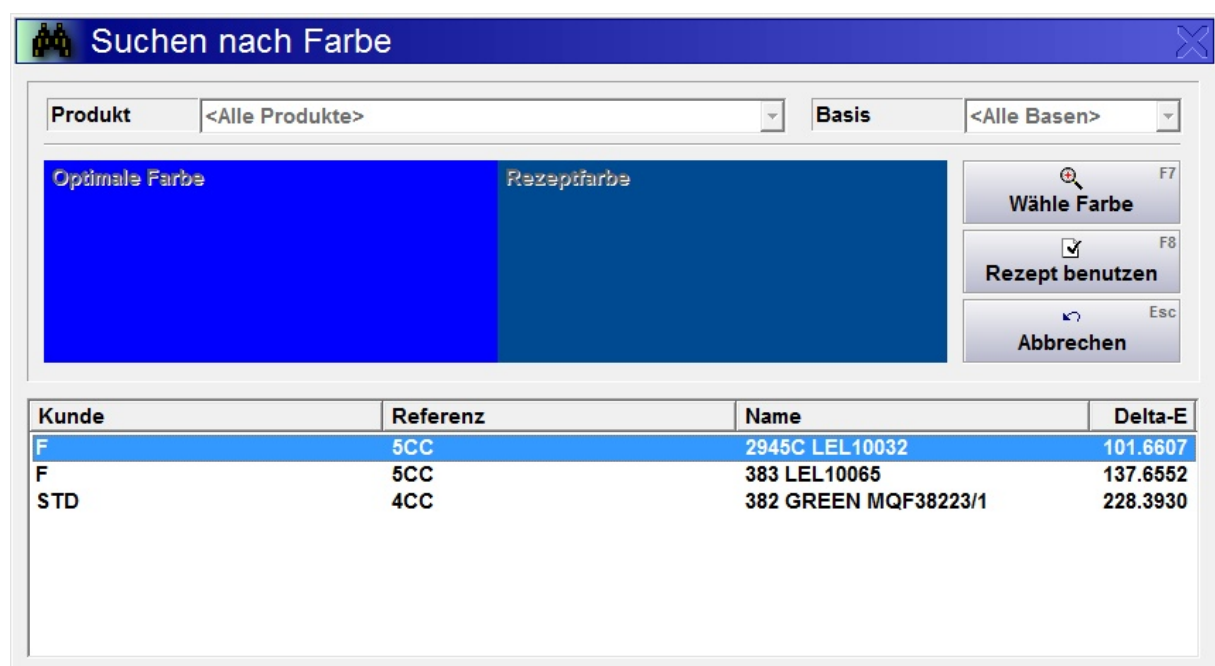 Suchen nach Farbe
Produkt <Alle Produkte> Basis <Alle Basen>
Optimale Farbe Rezeptfarbe
F7
Wähle Farbe
F8
Rezept benutzen
Esc
Abbrechen
Kunde Referenz Name Delta-E
F 5CC 2945C LEL10032 101.6607
F 5CC 383 LEL10065 137.6552
STD 4CC 382 GREEN MQF38223/1 228.3930